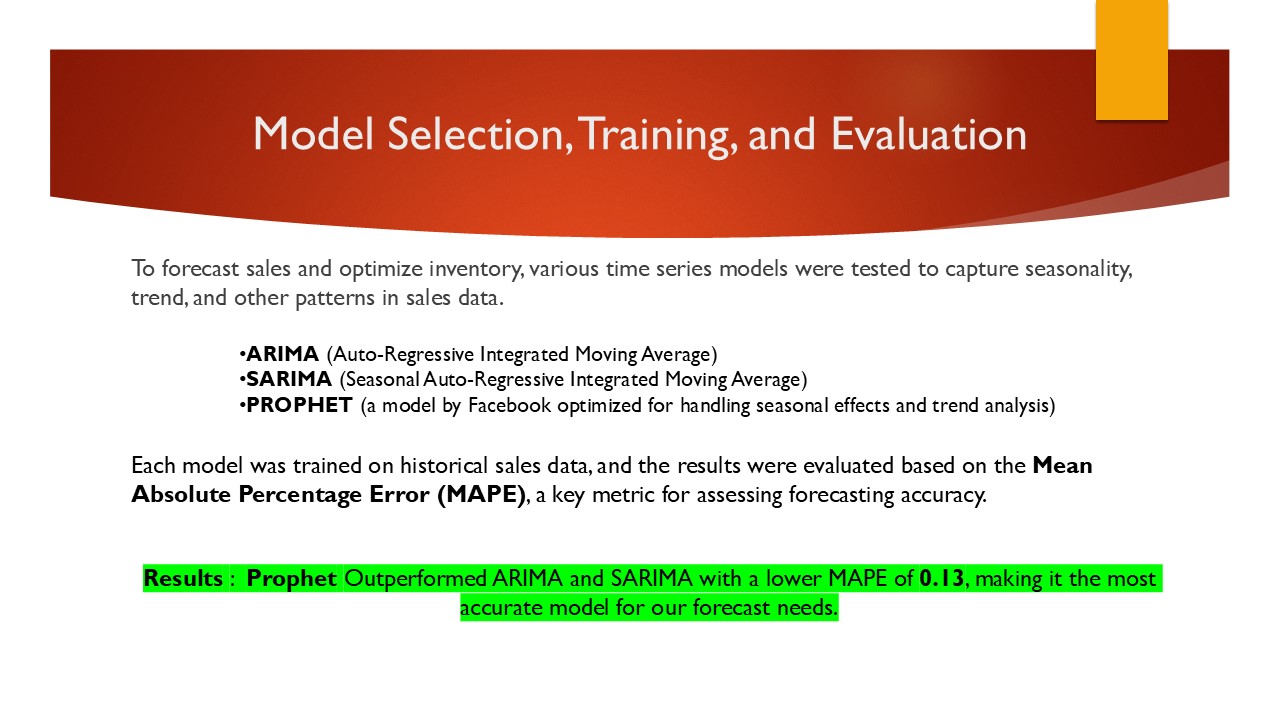 Model Selection, Training, and Evaluation
To forecast sales and optimize inventory, various time series models were tested to capture seasonality,
trend, and other patterns in sales data.
•ARIMA (Auto-Regressive Integrated Moving Average)
•SARIMA (Seasonal Auto-Regressive Integrated Moving Average)
•PROPHET (a model by Facebook optimized for handling seasonal effects and trend analysis)
Each model was trained on historical sales data, and the results were evaluated based on the Mean
Absolute Percentage Error (MAPE), a key metric for assessing forecasting accuracy.
Results : Prophet Outperformed ARIMA and SARIMA with a lower MAPE of 0.13, making it the most
accurate model for our forecast needs.